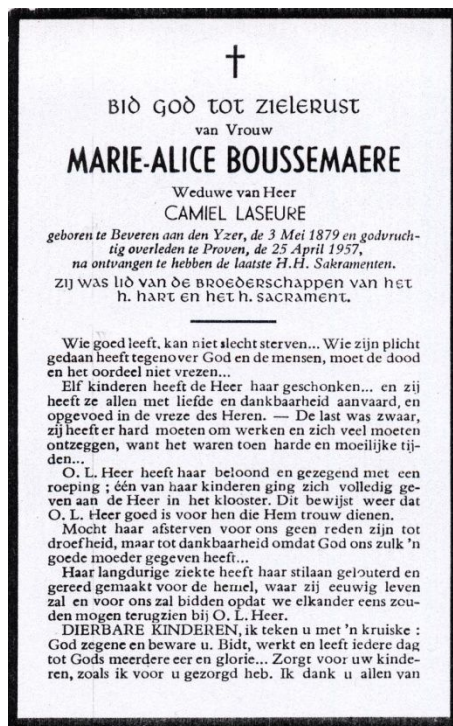 BID GOD TOT ZIELERUST
van Vrouw
MARIE-ALICE BOUSSEMAERE
Weduwe van Heer
CAMIEL LASEURE
geboren te Beveren aan den Yzer, de 3 Mei 1879 en godvruch-
tig overleden te Proven, de 25 April 1957,
na ontvangen te hebben de laatste H.H. Sakramenten.
ZIJ WAS LID VAN DE BROEDERSCHAPPEN VAN HET
H. HART EN HET H. SACRAMENT.
Wie goed leeft, kan niet slecht sterven... Wie zijn plicht
gedaan heeft tegenover God en de mensen, moet de dood
en het oordeel niet vrezen...
Elf kinderen heeft de Heer haar geschonken... en zij
heeft ze allen met liefde en dankbaarheid aanvaard, en
opgevoed in de vreze des Heren. — De last was zwaar,
zij heeft er hard moeten om werken en zich veel moeten
ontzeggen, want het waren toen harde en moeilijke tij-
den...
O. L. Heer heeft haar beloond en gezegend met een
roeping ; één van haar kinderen ging zich volledig ge-
ven aan de Heer in het klooster. Dit bewijst weer dat
O. L. Heer goed is voor hen die Hem trouw dienen.
Mocht haar afsterven voor ons geen reden zijn tot
droefheid, maar tot dankbaarheid omdat God ons zulk 'n
goede moeder gegeven heeft...
Haar langdurige ziekte heeft haar stilaan gelouterd en
gereed gemaakt voor de hemel, waar zij eeuwig leven
zal en voor ons zal bidden opdat we elkander eens zou-
den mogen terugzien bij O. L. Heer.
DIERBARE KINDEREN, ik teken u met 'n kruiske :
God zegene en beware u. Bidt, werkt en leeft iedere dag
tot Gods meerdere eer en glorie... Zorgt voor uw kinde-
ren, zoals ik voor u gezorgd heb. Ik dank u allen van